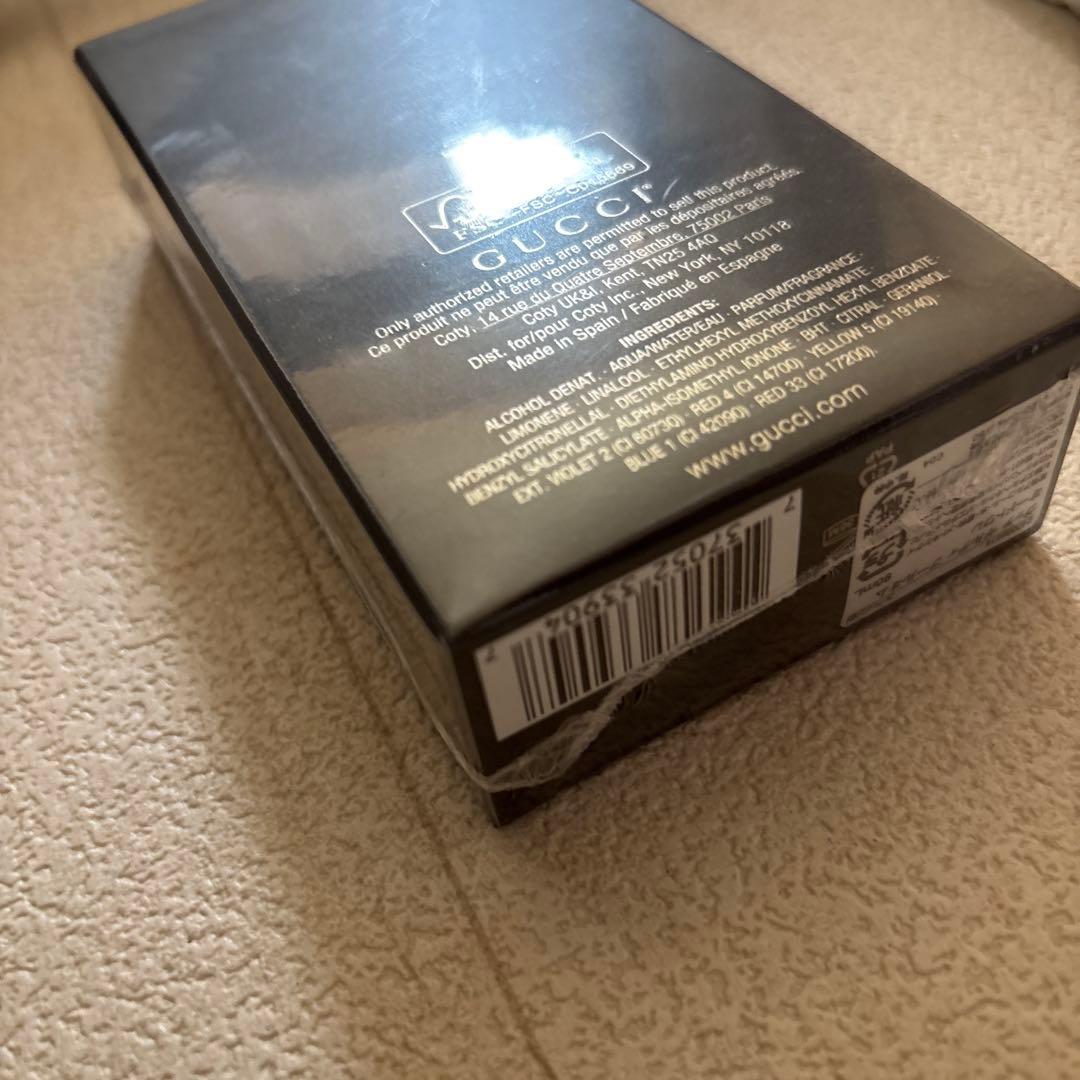 GUCCI
Only authorized retailers are permitted to sell this product.
Ce produit ne peut être vendu que par les dépositaires agréés.
Coty, 14 rue du Quatre Septembre, 75002 Paris
Coty UK&I, Kent, TN25 4AQ
Dist. for/pour Coty Inc., New York, NY 10118
Made in Spain / Fabriqué en Espagne
INGREDIENTS:
ALCOHOL DENAT. · AQUA/WATER/EAU · PARFUM/FRAGRANCE ·
LIMONENE · LINALOOL · ETHYLHEXYL METHOXYCINNAMATE ·
HYDROXYCITRONELLAL · DIETHYLAMINO HYDROXYBENZOYL HEXYL BENZOATE ·
BENZYL SALICYLATE · ALPHA-ISOMETHYL IONONE · BHT · CITRAL · GERANIOL ·
EXT. VIOLET 2 (CI 60730) · RED 4 (CI 14700) · YELLOW 5 (CI 19140) ·
BLUE 1 (CI 42090) · RED 33 (CI 17200).
www.gucci.com
PAP
50mL